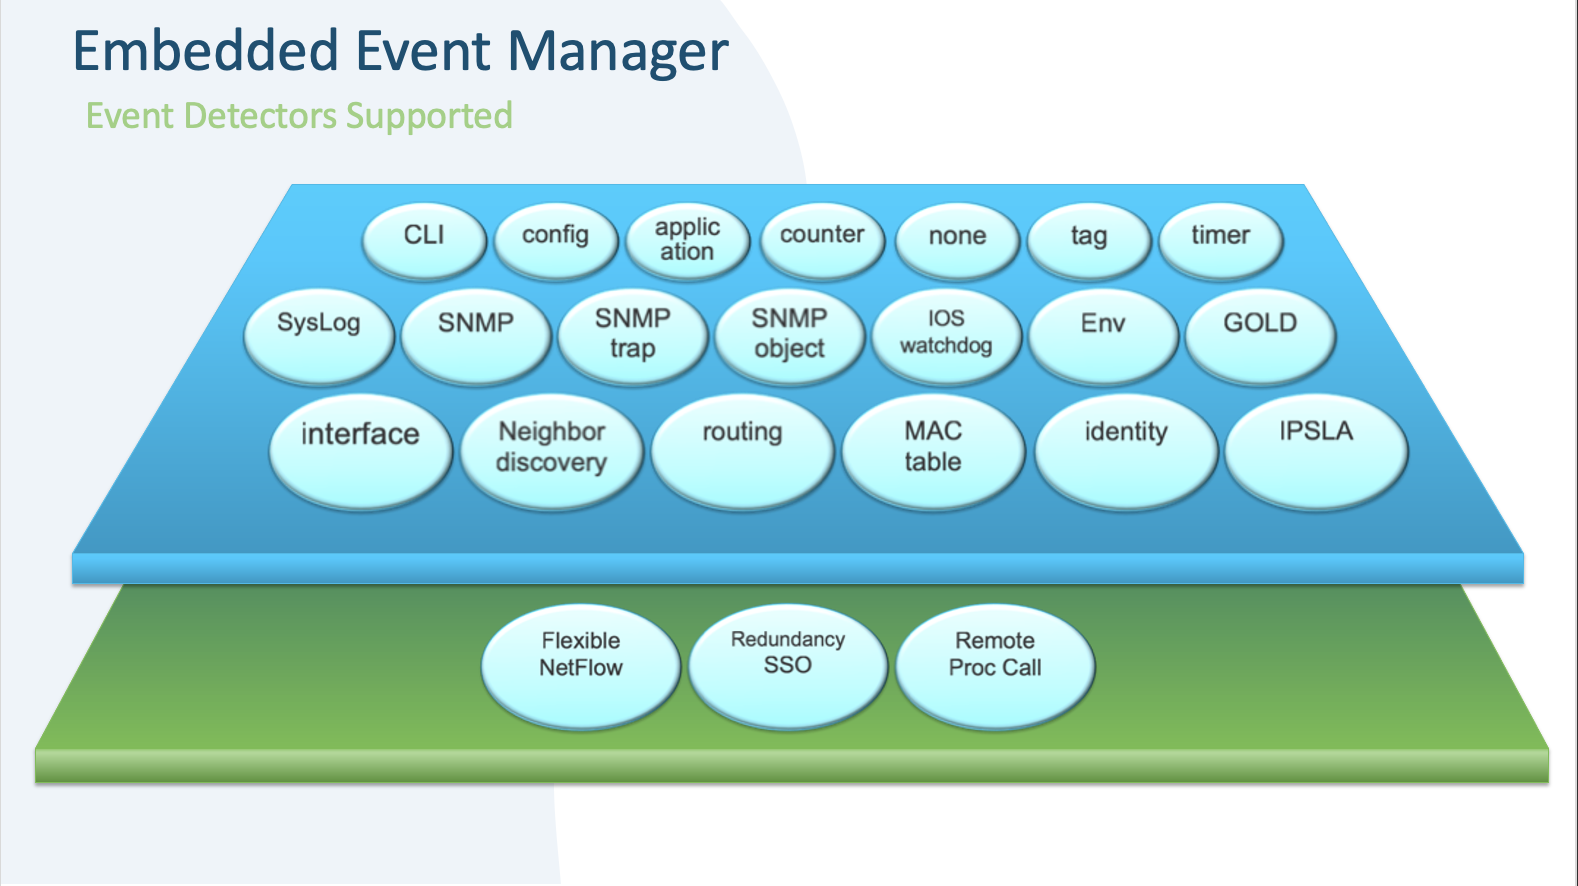 Embedded Event Manager
Event Detectors Supported
CLI
config
applic
ation
counter
none
tag
timer
SysLog
SNMP
SNMP
trap
SNMP
object
IOS
watchdog
Env
GOLD
interface
Neighbor
discovery
routing
MAC
table
identity
IPSLA
Flexible
NetFlow
Redundancy
SSO
Remote
Proc Call